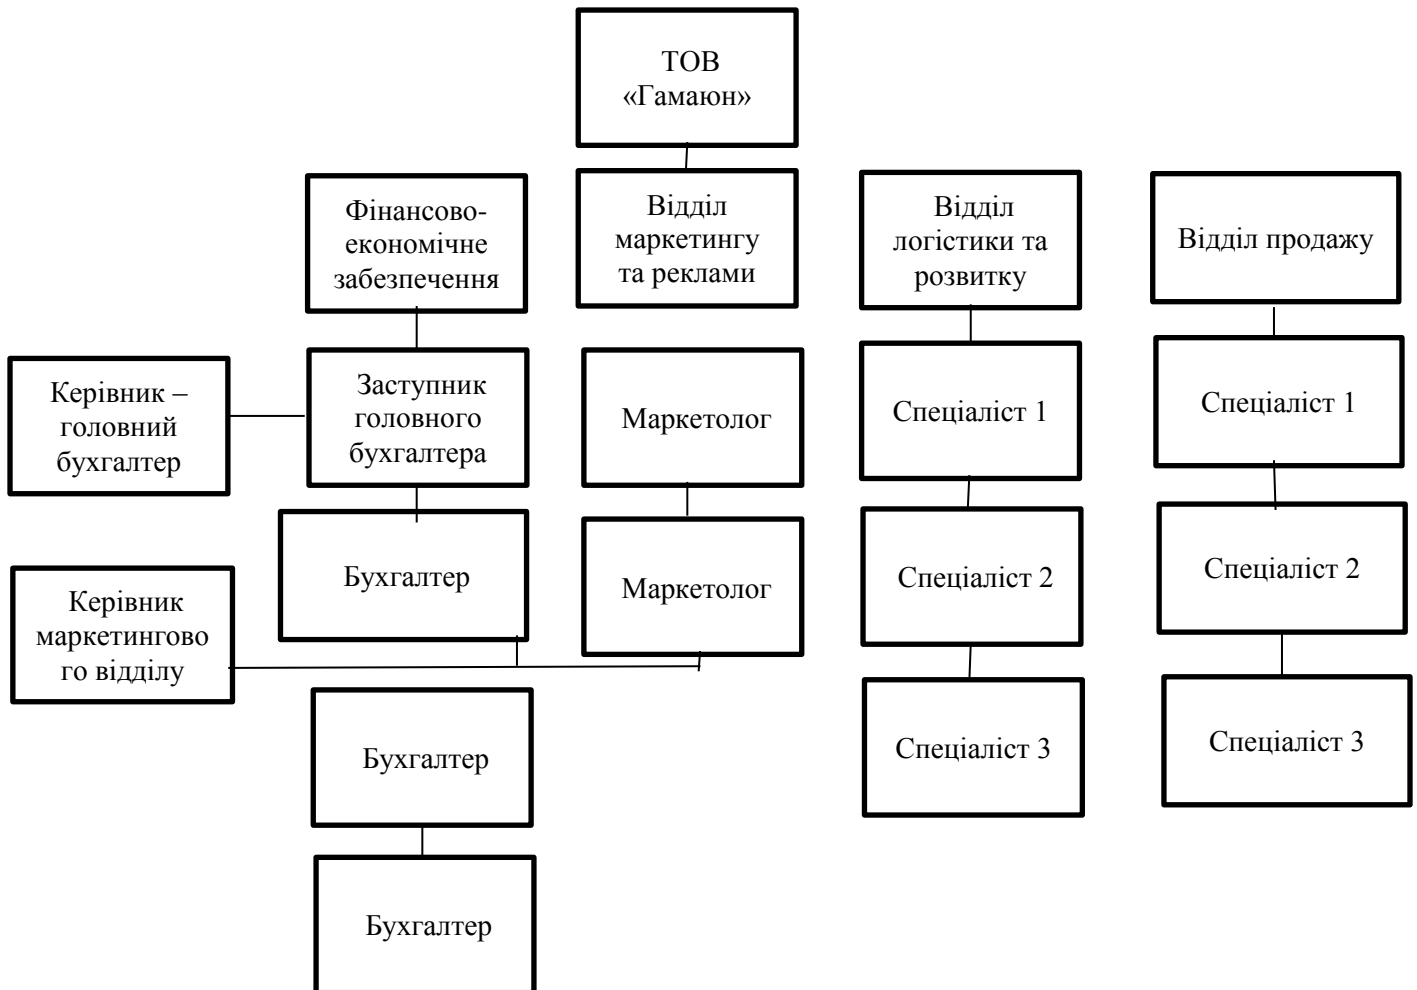 ТОВ
«Гамаюн»
Фінансово-
економічне
забезпечення
Відділ
маркетингу
та реклами
Відділ
логістики та
розвитку
Відділ продажу
Керівник –
головний
бухгалтер
Заступник
головного
бухгалтера
Маркетолог
Спеціаліст 1
Спеціаліст 1
Бухгалтер
Маркетолог
Спеціаліст 2
Спеціаліст 2
Керівник
маркетингово
го відділу
Бухгалтер
Спеціаліст 3
Спеціаліст 3
Бухгалтер